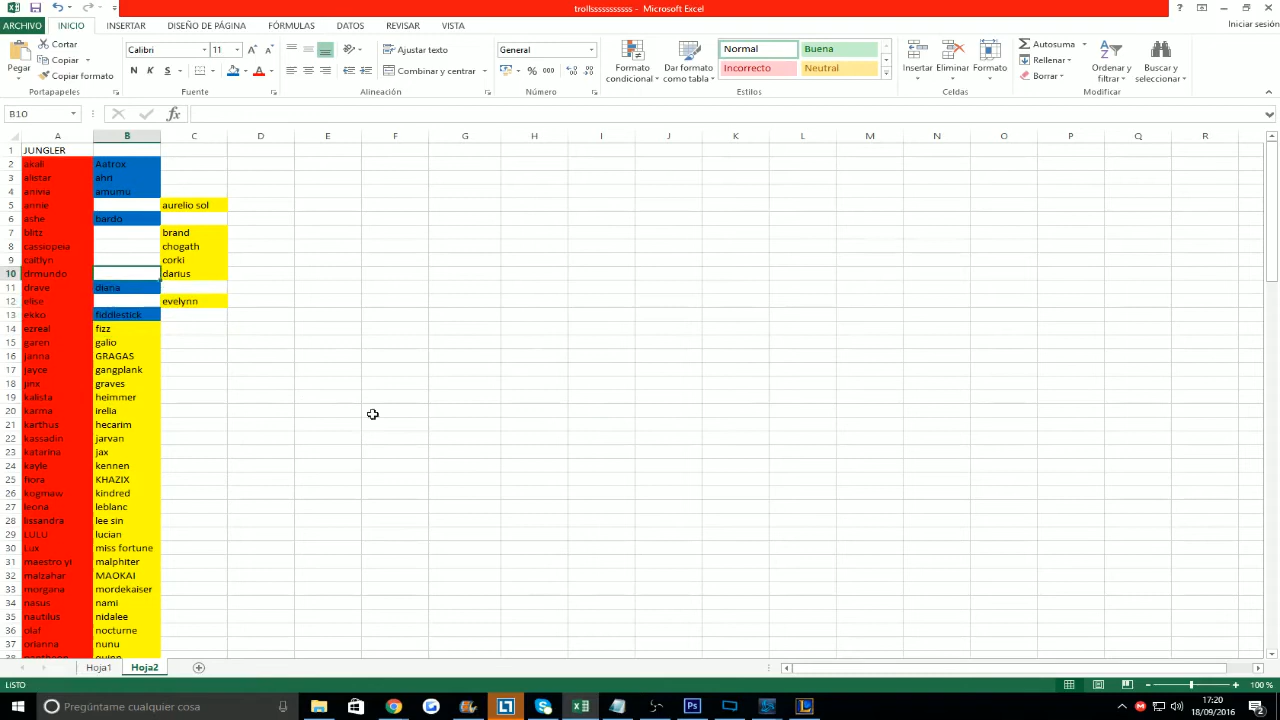 trollsssssssssss - Microsoft Excel
Iniciar sesión
ARCHIVO INICIO INSERTAR DISEÑO DE PÁGINA FÓRMULAS DATOS REVISAR VISTA
Pegar
Cortar
Copiar
Copiar formato
Portapapeles
Calibri 11
N K S
Fuente
Ajustar texto
Combinar y centrar
Alineación
General
% 000
Número
Formato condicional
Dar formato como tabla
Normal Buena
Incorrecto Neutral
Estilos
Insertar Eliminar Formato
Celdas
Autosuma
Rellenar
Borrar
Ordenar y filtrar
Buscar y seleccionar
Modificar
B10
A B C D E F G H I J K L M N O P Q R
1 JUNGLER
2 akali Aatrox
3 alistar ahri
4 anivia amumu
5 annie aurelio sol
6 ashe bardo
7 blitz brand
8 cassiopeia chogath
9 caitlyn corki
10 drmundo darius
11 drave diana
12 elise evelynn
13 ekko fiddlestick
14 ezreal fizz
15 garen galio
16 janna GRAGAS
17 jayce gangplank
18 jinx graves
19 kalista heimmer
20 karma irelia
21 karthus hecarim
22 kassadin jarvan
23 katarina jax
24 kayle kennen
25 fiora KHAZIX
26 kogmaw kindred
27 leona leblanc
28 lissandra lee sin
29 LULU lucian
30 Lux miss fortune
31 maestro yi malphiter
32 malzahar MAOKAI
33 morgana mordekaiser
34 nasus nami
35 nautilus nidalee
36 olaf nocturne
37 orianna nunu
38 pantheon quinn
Hoja1 Hoja2
LISTO
100 %
Pregúntame cualquier cosa
17:20
18/09/2016